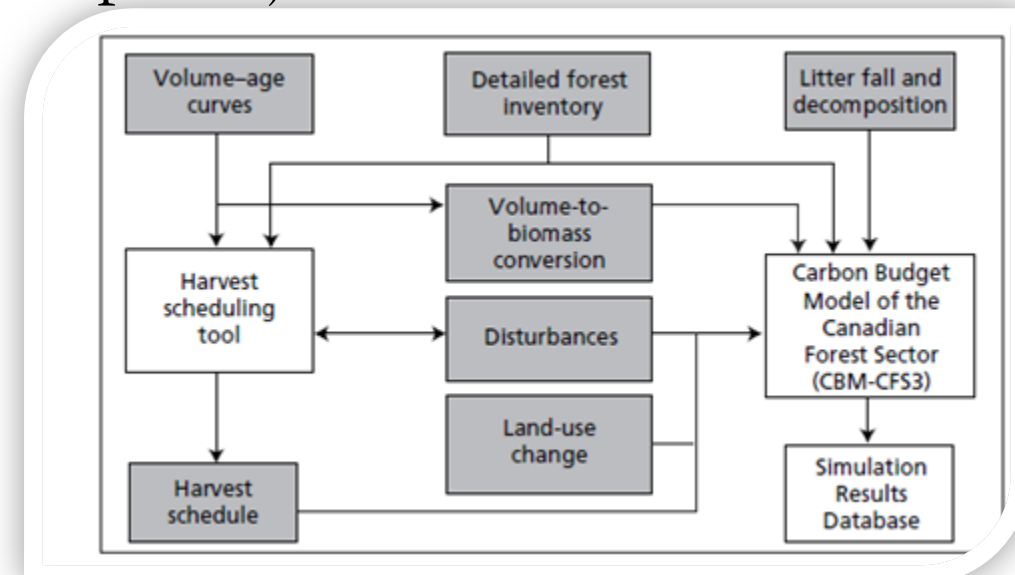 Volume–age
curves
Detailed forest
inventory
Litter fall and
decomposition
Volume-to-
biomass
conversion
Harvest
scheduling
tool
Carbon Budget
Model of the
Canadian
Forest Sector
(CBM-CFS3)
Disturbances
Land-use
change
Harvest
schedule
Simulation
Results
Database